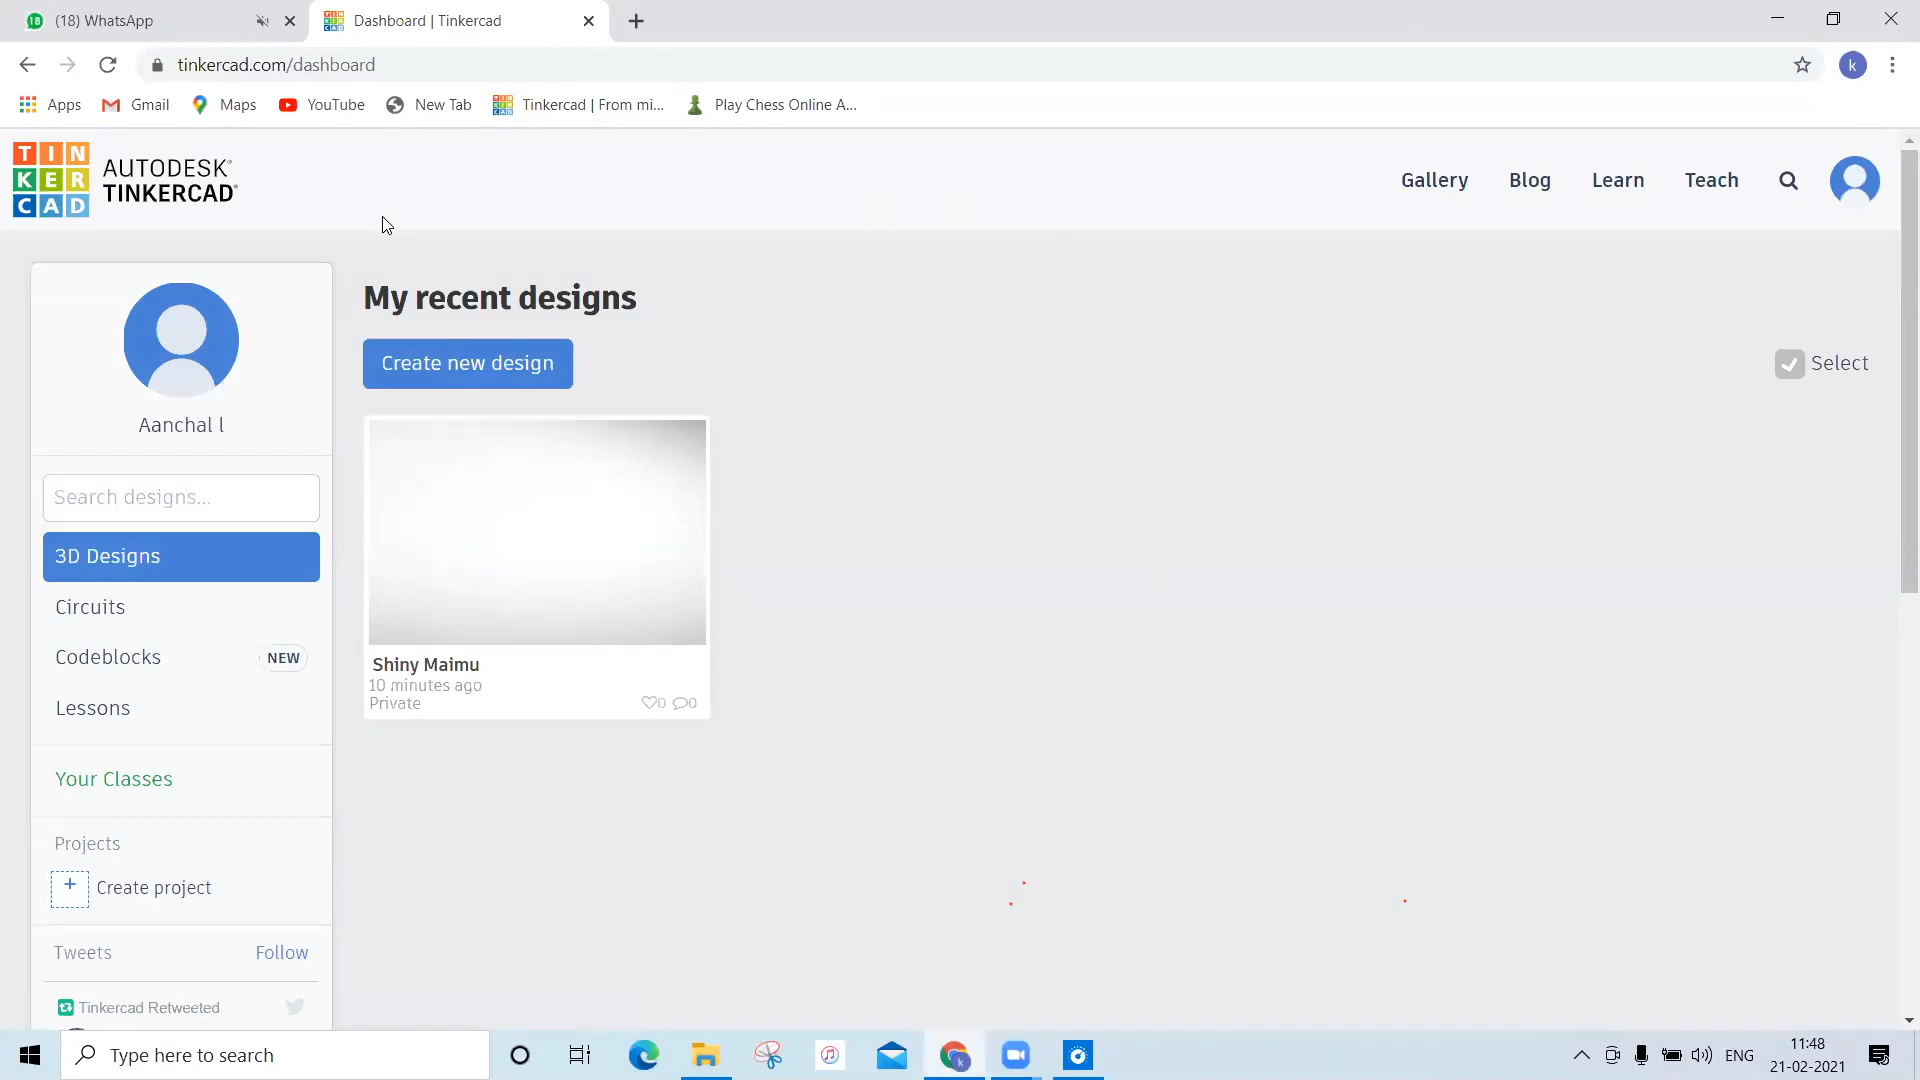 (18) WhatsApp
Dashboard | Tinkercad
tinkercad.com/dashboard
k
Apps
Gmail
Maps
YouTube
New Tab
Tinkercad | From mi...
Play Chess Online A...
TIN
KER
CAD
AUTODESK®
TINKERCAD®
Gallery
Blog
Learn
Teach
Aanchal l
Search designs...
3D Designs
Circuits
Codeblocks
NEW
Lessons
Your Classes
Projects
+ Create project
Tweets
Follow
Tinkercad Retweeted
My recent designs
Create new design
Select
Shiny Maimu
10 minutes ago
Private
0
0
Type here to search
ENG
11:48
21-02-2021